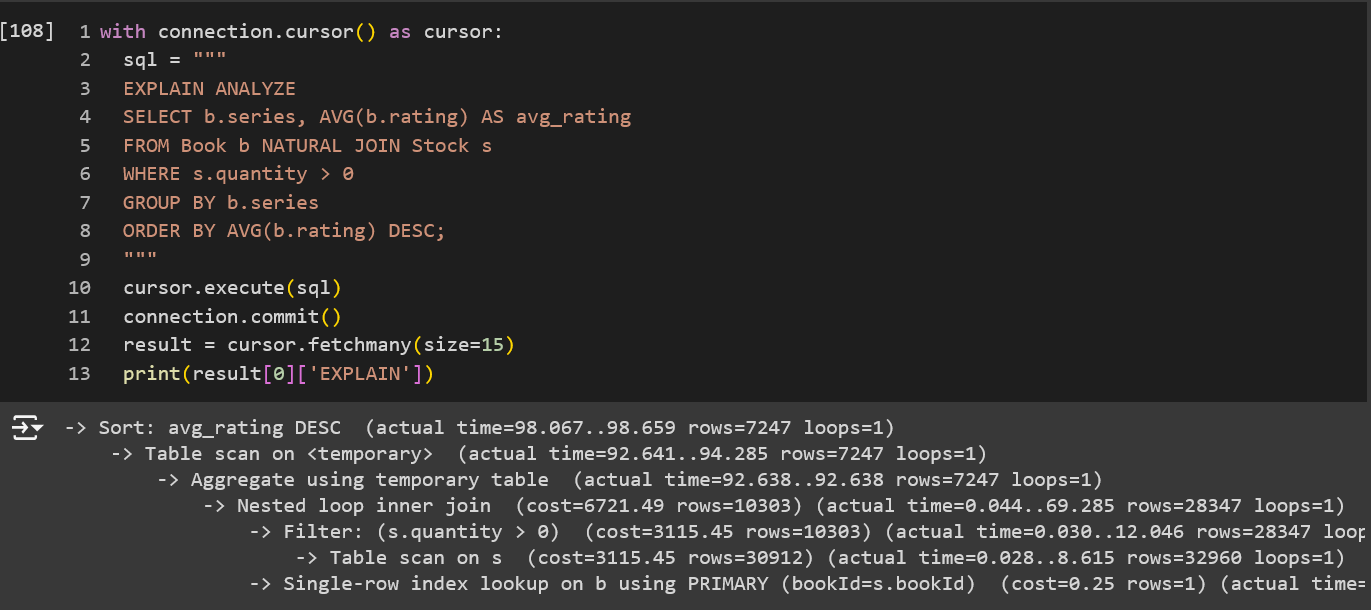 [108] 1 with connection.cursor() as cursor:
2 sql = """
3 EXPLAIN ANALYZE
4 SELECT b.series, AVG(b.rating) AS avg_rating
5 FROM Book b NATURAL JOIN Stock s
6 WHERE s.quantity > 0
7 GROUP BY b.series
8 ORDER BY AVG(b.rating) DESC;
9 """
10 cursor.execute(sql)
11 connection.commit()
12 result = cursor.fetchmany(size=15)
13 print(result[0]['EXPLAIN'])
-> Sort: avg_rating DESC (actual time=98.067..98.659 rows=7247 loops=1)
-> Table scan on <temporary> (actual time=92.641..94.285 rows=7247 loops=1)
-> Aggregate using temporary table (actual time=92.638..92.638 rows=7247 loops=1)
-> Nested loop inner join (cost=6721.49 rows=10303) (actual time=0.044..69.285 rows=28347 loops=1)
-> Filter: (s.quantity > 0) (cost=3115.45 rows=10303) (actual time=0.030..12.046 rows=28347 loop
-> Table scan on s (cost=3115.45 rows=30912) (actual time=0.028..8.615 rows=32960 loops=1)
-> Single-row index lookup on b using PRIMARY (bookId=s.bookId) (cost=0.25 rows=1) (actual time=